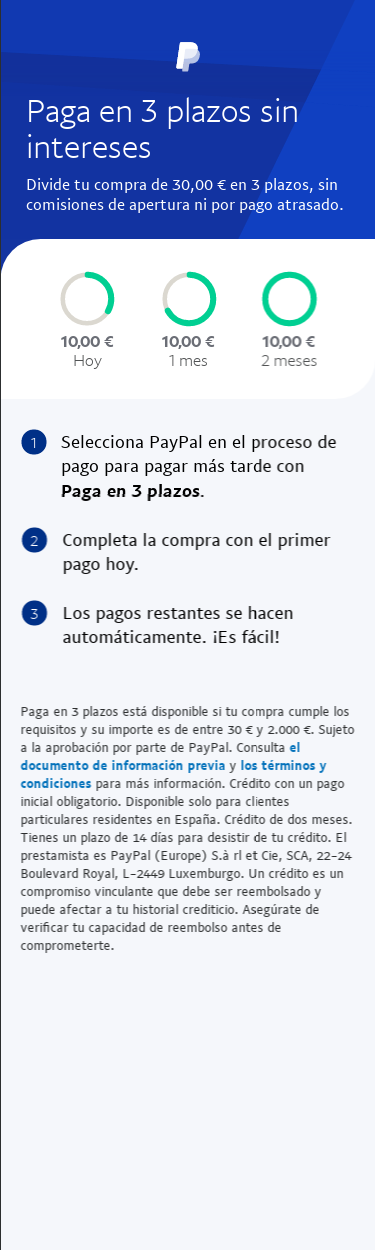 Paga en 3 plazos sin
intereses
Divide tu compra de 30,00 € en 3 plazos, sin
comisiones de apertura ni por pago atrasado.
10,00 € 10,00 € 10,00 €
Hoy 1 mes 2 meses
1 Selecciona PayPal en el proceso de
pago para pagar más tarde con
Paga en 3 plazos.
2 Completa la compra con el primer
pago hoy.
3 Los pagos restantes se hacen
automáticamente. ¡Es fácil!
Paga en 3 plazos está disponible si tu compra cumple los
requisitos y su importe es de entre 30 € y 2.000 €. Sujeto
a la aprobación por parte de PayPal. Consulta el
documento de información previa y los términos y
condiciones para más información. Crédito con un pago
inicial obligatorio. Disponible solo para clientes
particulares residentes en España. Crédito de dos meses.
Tienes un plazo de 14 días para desistir de tu crédito. El
prestamista es PayPal (Europe) S.à rl et Cie, SCA, 22-24
Boulevard Royal, L-2449 Luxemburgo. Un crédito es un
compromiso vinculante que debe ser reembolsado y
puede afectar a tu historial crediticio. Asegúrate de
verificar tu capacidad de reembolso antes de
comprometerte.